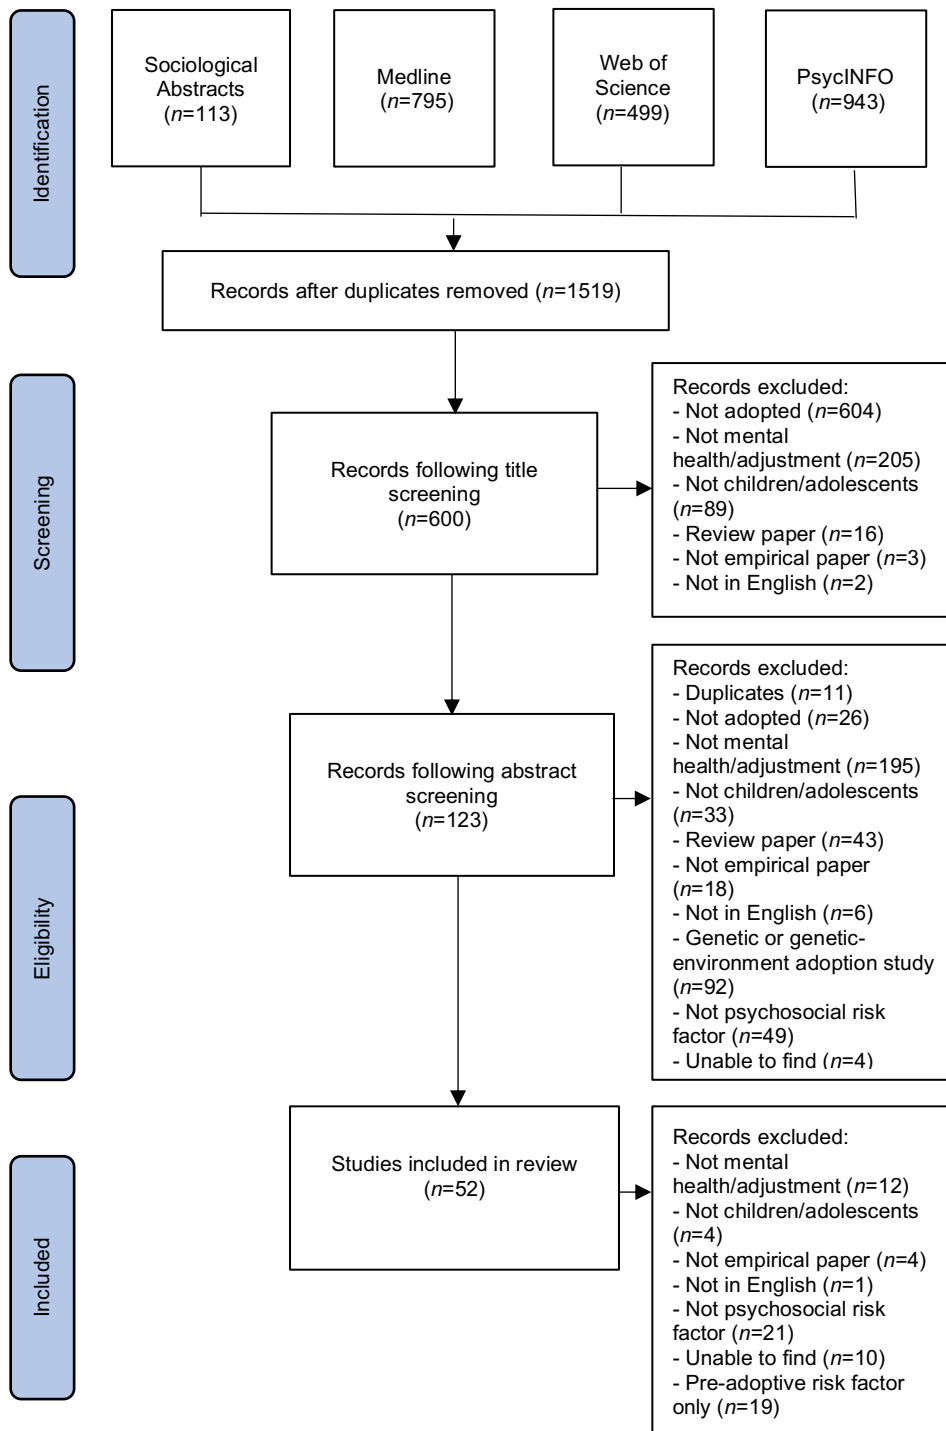 Identification
Sociological
Abstracts
(n=113)
Medline
(n=795)
Web of
Science
(n=499)
PsycINFO
(n=943)
Records after duplicates removed (n=1519)
Screening
Records following title
screening
(n=600)
Records excluded:
- Not adopted (n=604)
- Not mental
health/adjustment (n=205)
- Not children/adolescents
(n=89)
- Review paper (n=16)
- Not empirical paper (n=3)
- Not in English (n=2)
Eligibility
Records following abstract
screening
(n=123)
Records excluded:
- Duplicates (n=11)
- Not adopted (n=26)
- Not mental
health/adjustment (n=195)
- Not children/adolescents
(n=33)
- Review paper (n=43)
- Not empirical paper
(n=18)
- Not in English (n=6)
- Genetic or genetic-
environment adoption study
(n=92)
- Not psychosocial risk
factor (n=49)
- Unable to find (n=4)
Included
Studies included in review
(n=52)
Records excluded:
- Not mental
health/adjustment (n=12)
- Not children/adolescents
(n=4)
- Not empirical paper (n=4)
- Not in English (n=1)
- Not psychosocial risk
factor (n=21)
- Unable to find (n=10)
- Pre-adoptive risk factor
only (n=19)